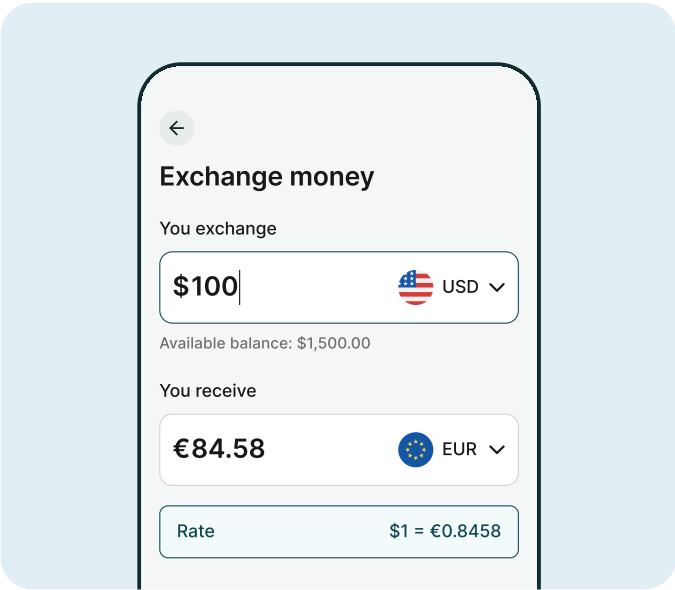 Exchange money
You exchange
$100 USD
Available balance: $1,500.00
You receive
€84.58 EUR
Rate $1 = €0.8458